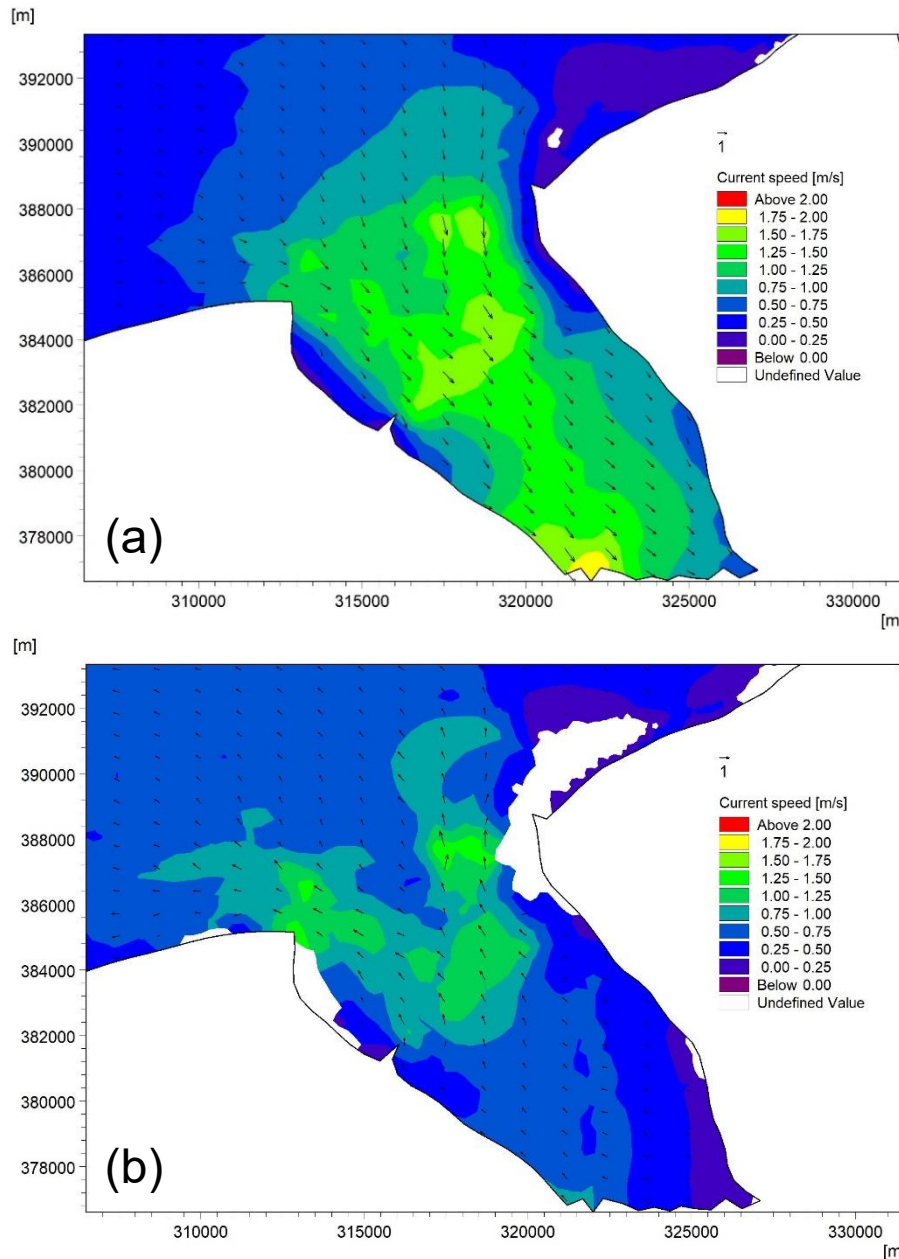 [m]
392000
390000
388000
386000
384000
382000
380000
378000
1
Current speed [m/s]
Above 2.00
1.75 - 2.00
1.50 - 1.75
1.25 - 1.50
1.00 - 1.25
0.75 - 1.00
0.50 - 0.75
0.25 - 0.50
0.00 - 0.25
Below 0.00
Undefined Value
(a)
310000 315000 320000 325000 330000
[m
[m]
392000
390000
388000
386000
384000
382000
380000
378000
1
Current speed [m/s]
Above 2.00
1.75 - 2.00
1.50 - 1.75
1.25 - 1.50
1.00 - 1.25
0.75 - 1.00
0.50 - 0.75
0.25 - 0.50
0.00 - 0.25
Below 0.00
Undefined Value
(b)
310000 315000 320000 325000 330000
[m